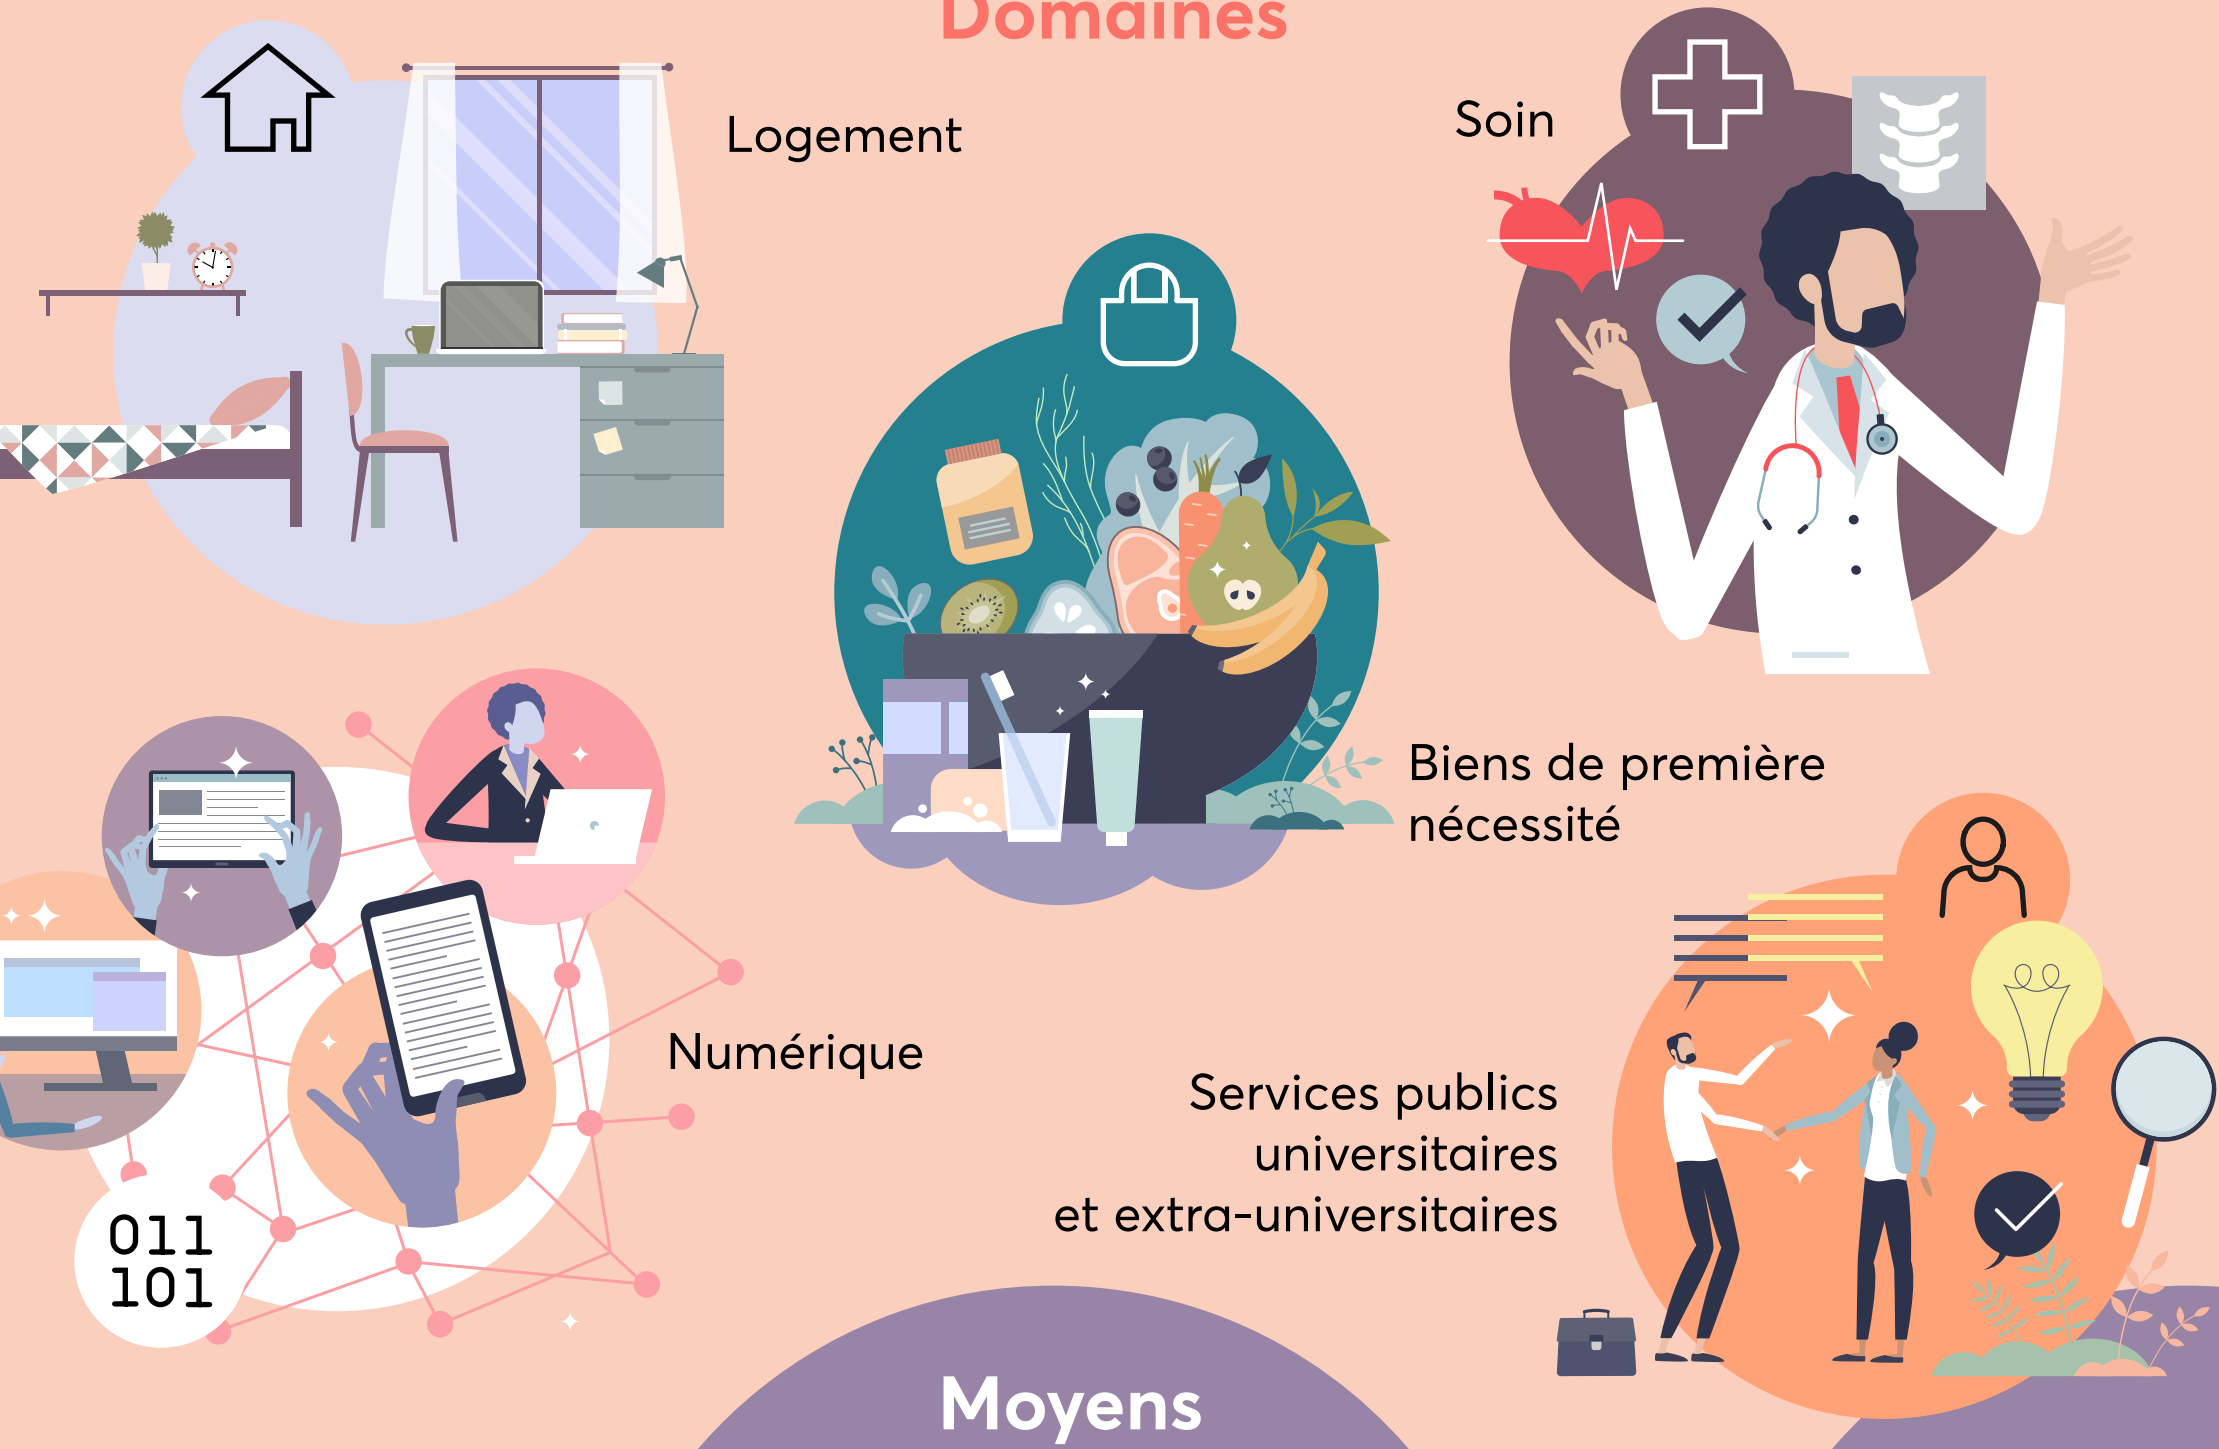 Domaines
Logement
Soin
Biens de première
nécessité
Numérique
Services publics
universitaires
et extra-universitaires
011
101
Moyens